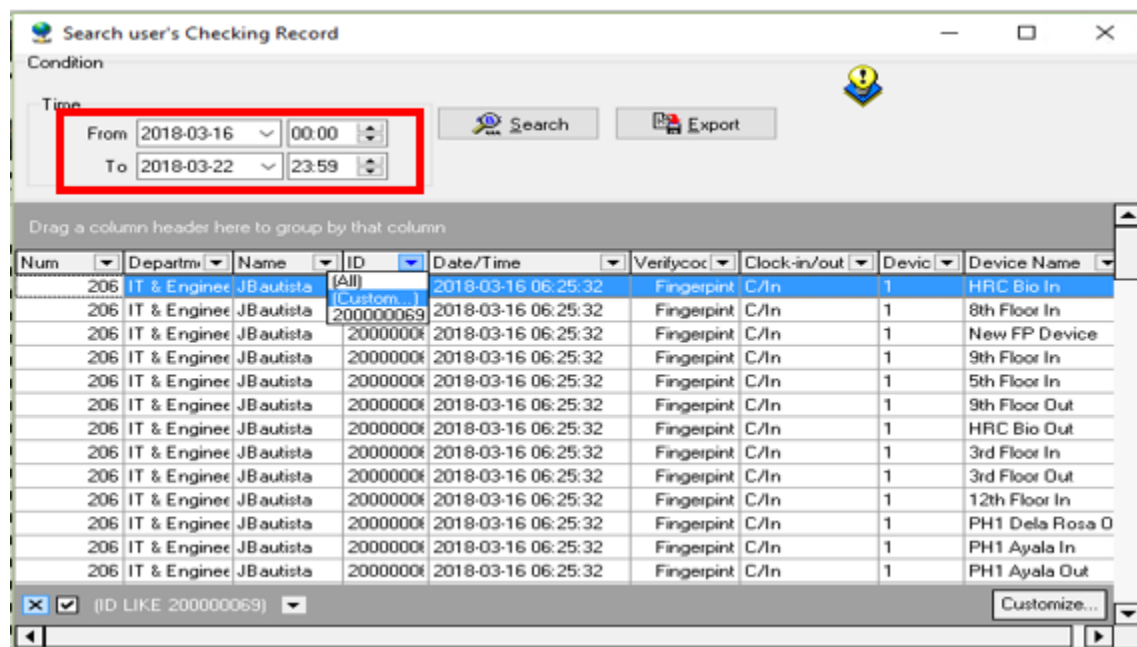 Search user's Checking Record
Condition
Time
From 2018-03-16 00:00
Search Export
To 2018-03-22 23:59
Drag a column header here to group by that column
Num Departm Name ID Date/Time Verifycoc Clock-in/out Devic Device Name
(All)
(Custom...)
200000069
206 IT & Enginee JBautista 2018-03-16 06:25:32 Fingerpint C/In 1 HRC Bio In
206 IT & Enginee JBautista 2018-03-16 06:25:32 Fingerpint C/In 1 8th Floor In
206 IT & Enginee JBautista 2000000 2018-03-16 06:25:32 Fingerpint C/In 1 New FP Device
206 IT & Enginee JBautista 2000000 2018-03-16 06:25:32 Fingerpint C/In 1 9th Floor In
206 IT & Enginee JBautista 2000000 2018-03-16 06:25:32 Fingerpint C/In 1 5th Floor In
206 IT & Enginee JBautista 2000000 2018-03-16 06:25:32 Fingerpint C/In 1 9th Floor Out
206 IT & Enginee JBautista 2000000 2018-03-16 06:25:32 Fingerpint C/In 1 HRC Bio Out
206 IT & Enginee JBautista 2000000 2018-03-16 06:25:32 Fingerpint C/In 1 3rd Floor In
206 IT & Enginee JBautista 2000000 2018-03-16 06:25:32 Fingerpint C/In 1 3rd Floor Out
206 IT & Enginee JBautista 2000000 2018-03-16 06:25:32 Fingerpint C/In 1 12th Floor In
206 IT & Enginee JBautista 2000000 2018-03-16 06:25:32 Fingerpint C/In 1 PH1 Dela Rosa O
206 IT & Enginee JBautista 2000000 2018-03-16 06:25:32 Fingerpint C/In 1 PH1 Ayala In
206 IT & Enginee JBautista 2000000 2018-03-16 06:25:32 Fingerpint C/In 1 PH1 Ayala Out
(ID LIKE 200000069) Customize...